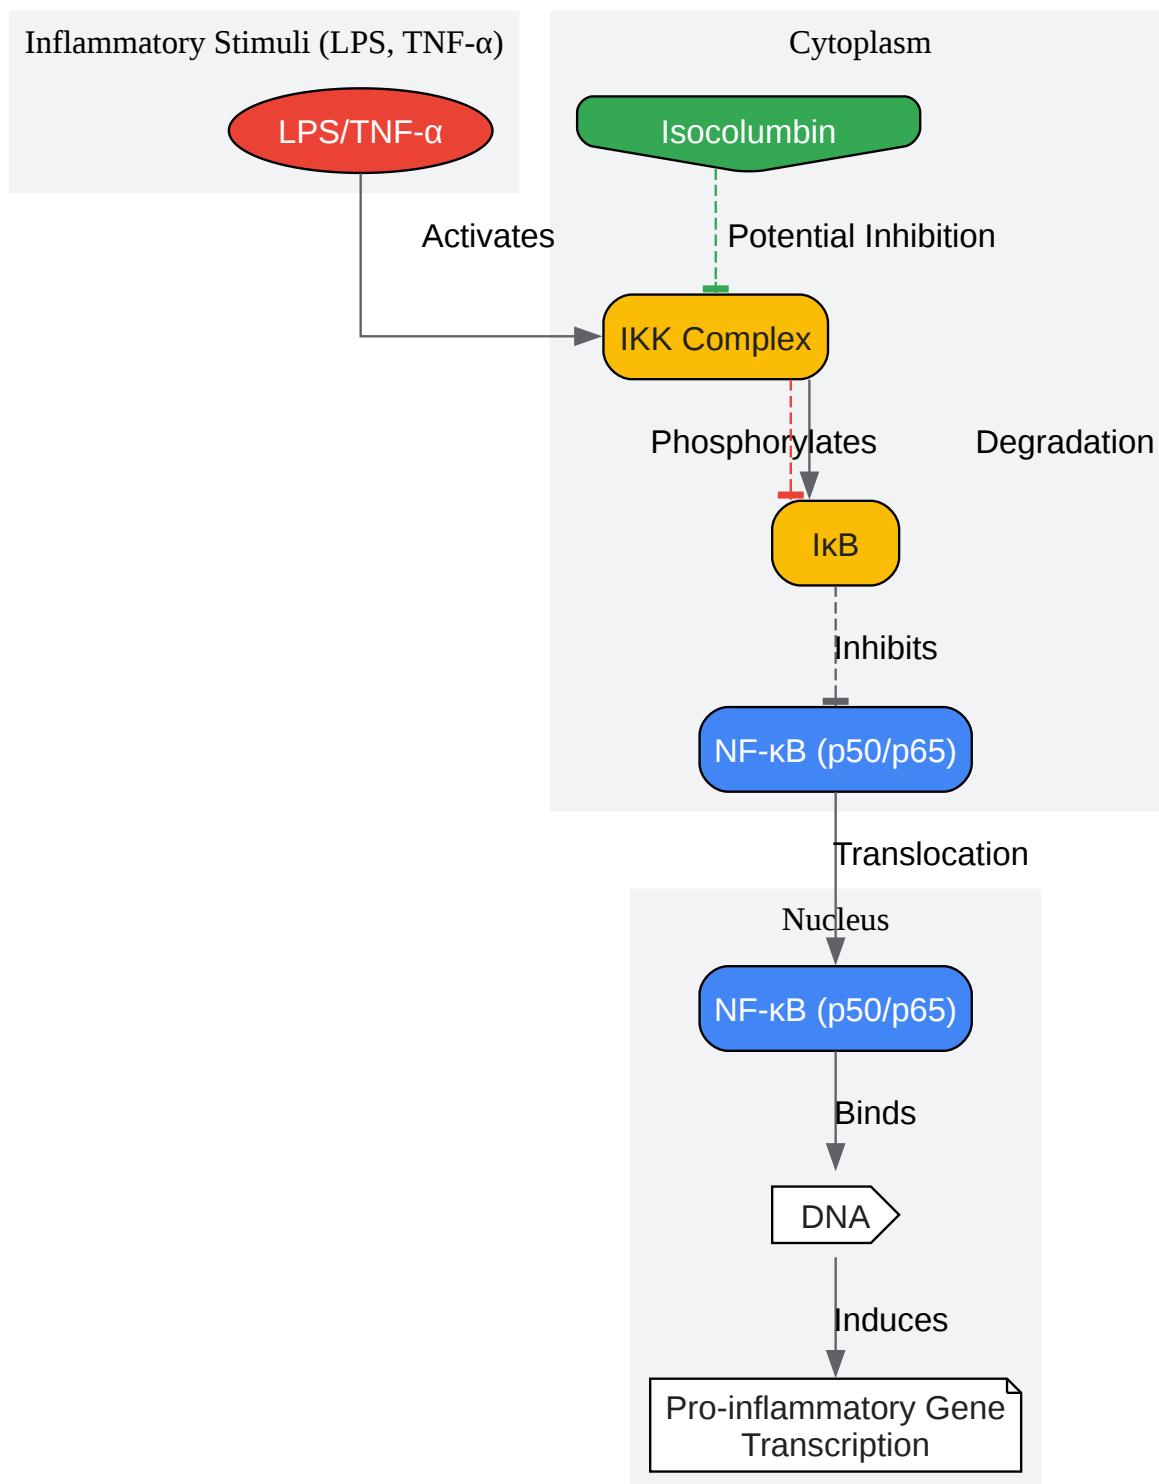 Inflammatory Stimuli (LPS, TNF-α)
Cytoplasm
LPS/TNF-α
Isocolumbin
Activates
Potential Inhibition
IKK Complex
Phosphorylates
Degradation
IκB
Inhibits
NF-κB (p50/p65)
Translocation
Nucleus
NF-κB (p50/p65)
Binds
DNA
Induces
Pro-inflammatory Gene
Transcription